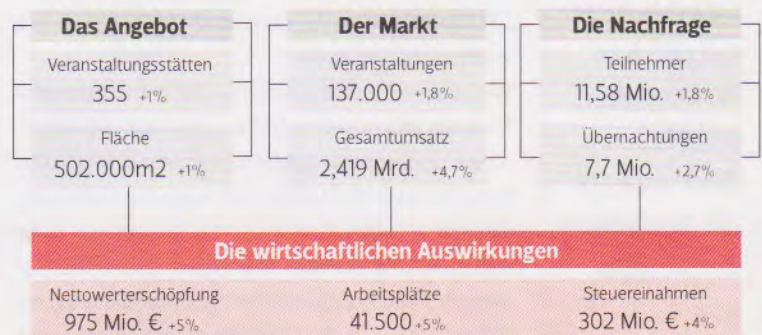 Das Angebot
Veranstaltungsstätten
355 +1%
Fläche
502.000m2 +1%
Der Markt
Veranstaltungen
137.000 +1,8%
Gesamtumsatz
2,419 Mrd. +4,7%
Die Nachfrage
Teilnehmer
11,58 Mio. +1,8%
Übernachtungen
7,7 Mio. +2,7%
Die wirtschaftlichen Auswirkungen
Nettowerterschöpfung
975 Mio. € +5%
Arbeitsplätze
41.500 +5%
Steuereinahmen
302 Mio. € +4%